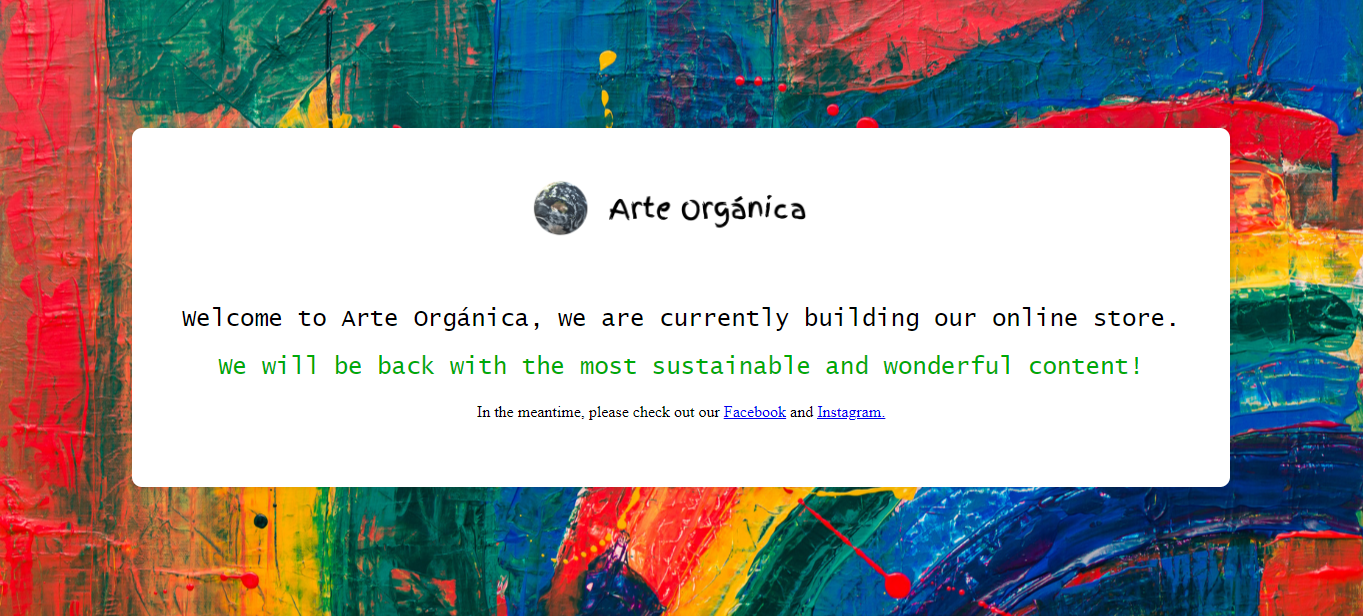 Arte Orgánica
Welcome to Arte Orgánica, we are currently building our online store.
We will be back with the most sustainable and wonderful content!
In the meantime, please check out our Facebook and Instagram.